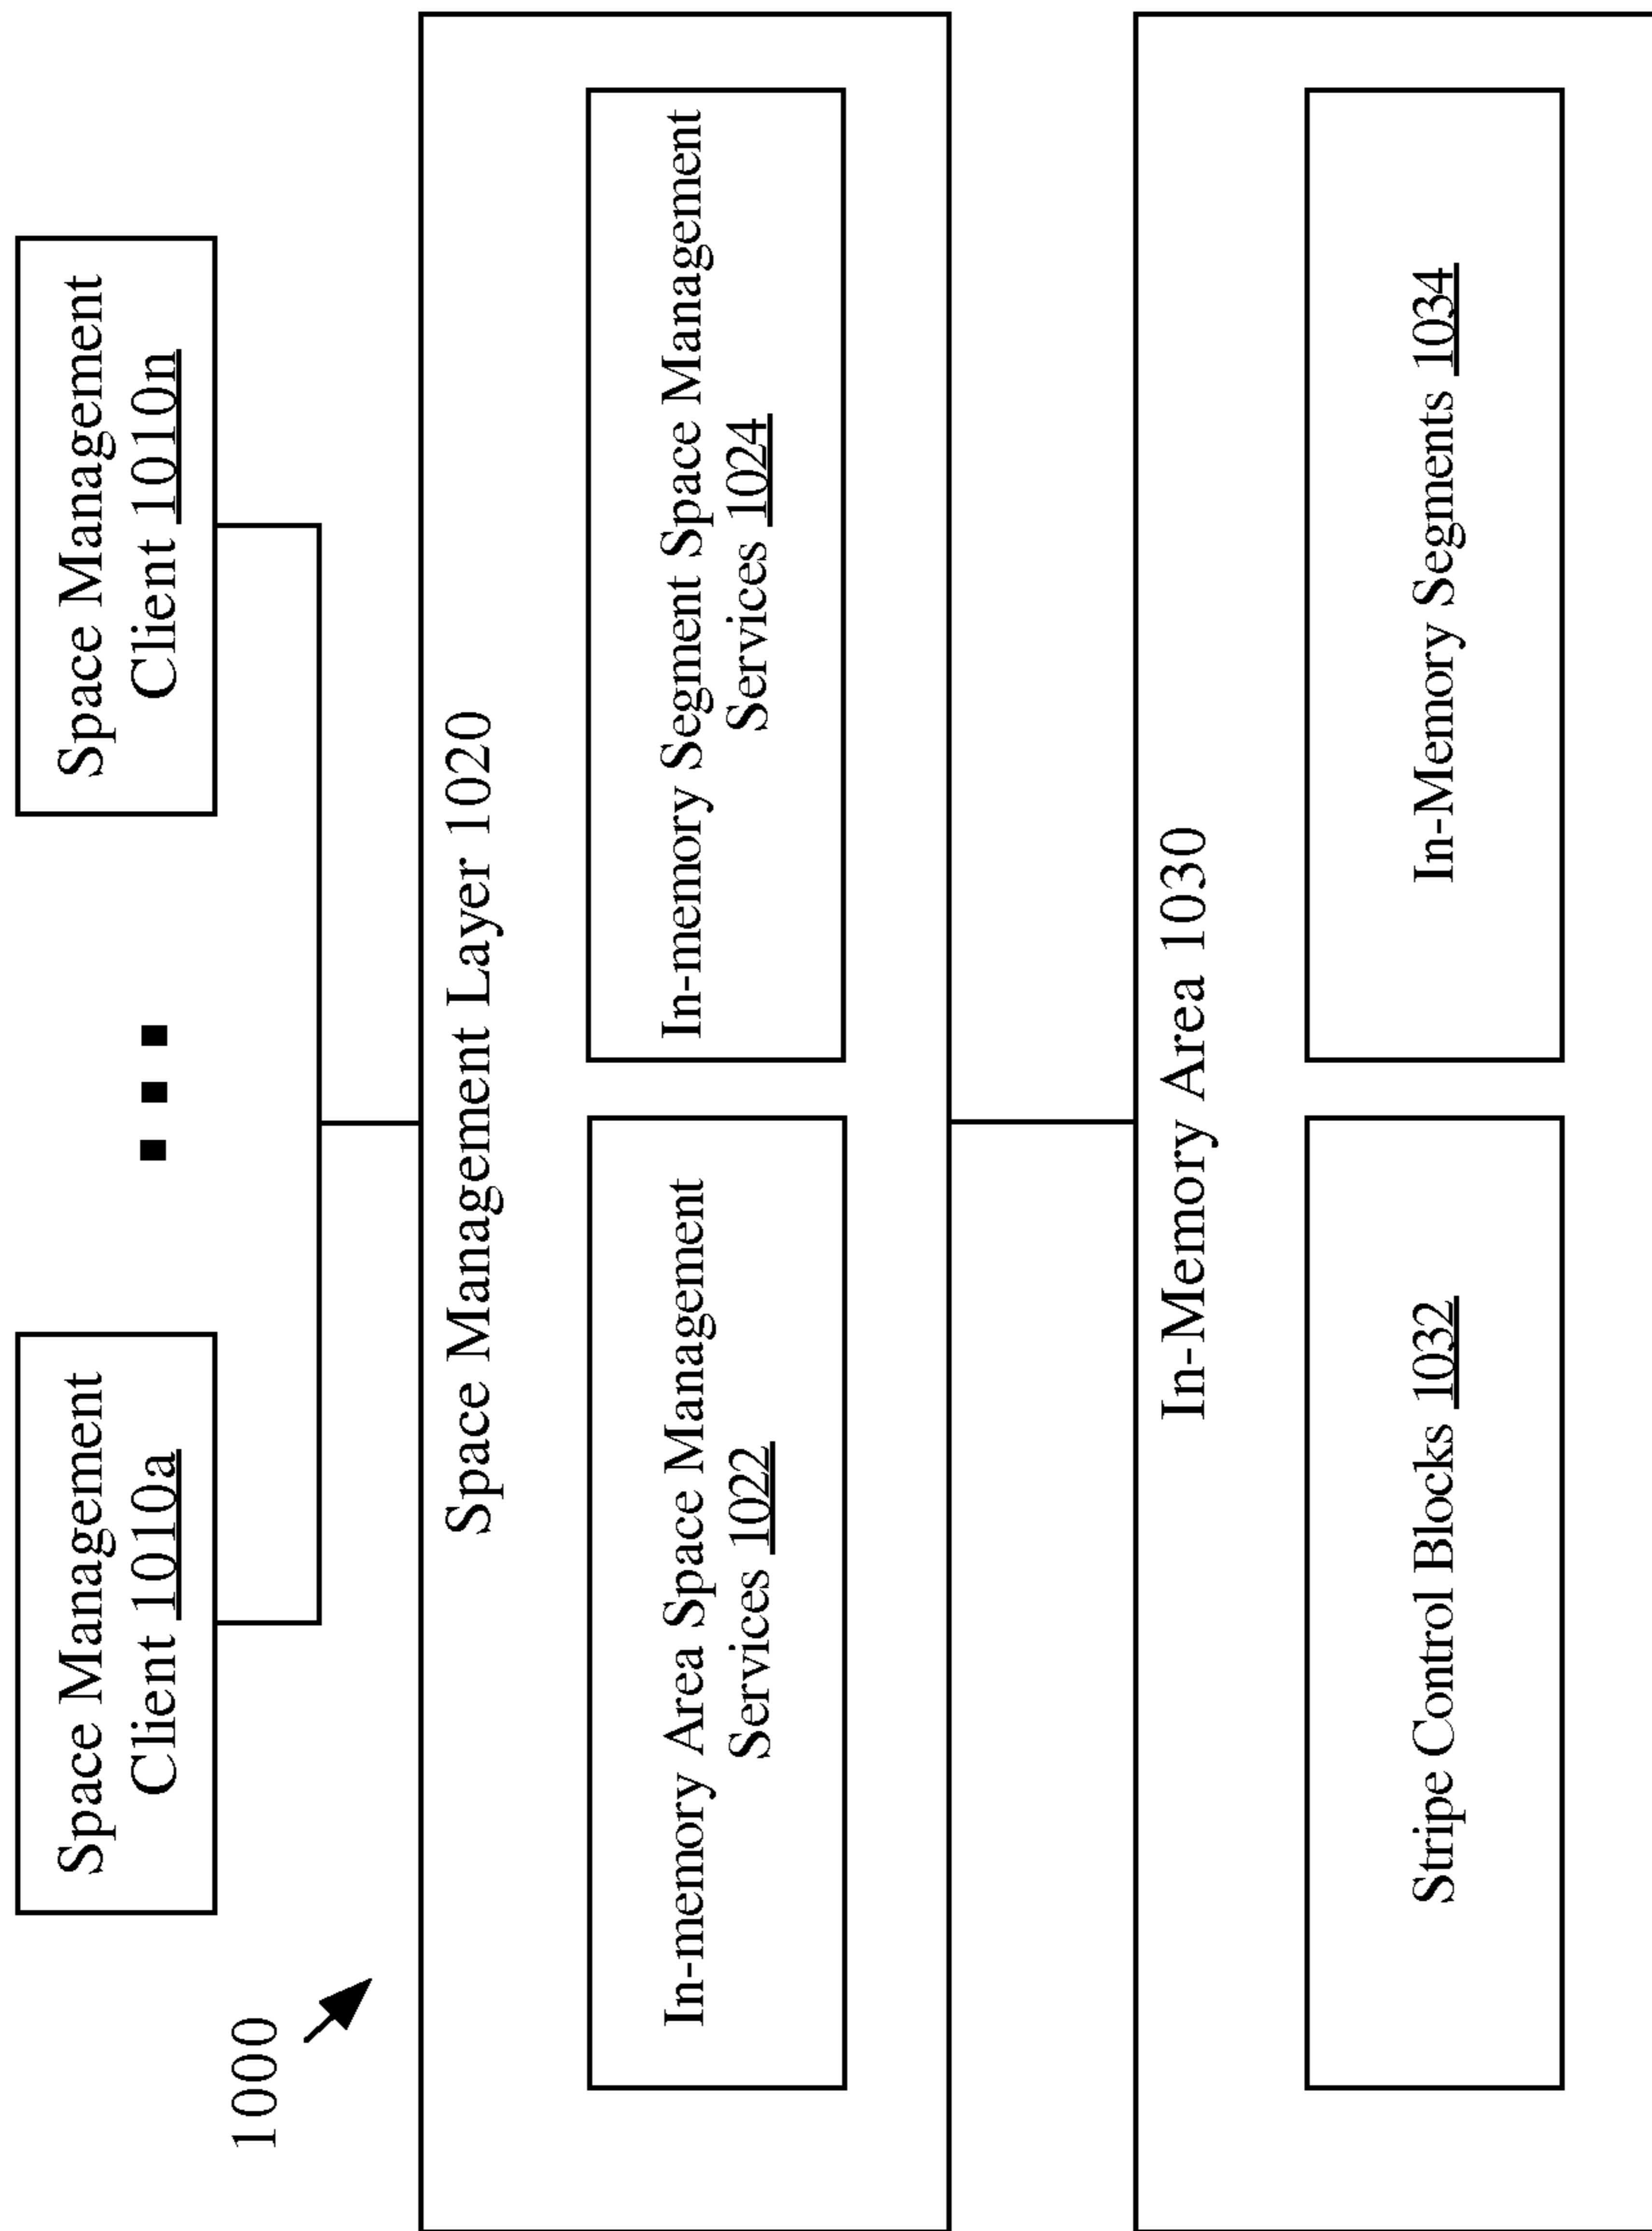 1000
Space Management
Client 1010a
Space Management
Client 1010n
Space Management Layer 1020
In-memory Area Space Management
Services 1022
In-memory Segment Space Management
Services 1024
In-Memory Area 1030
Stripe Control Blocks 1032
In-Memory Segments 1034